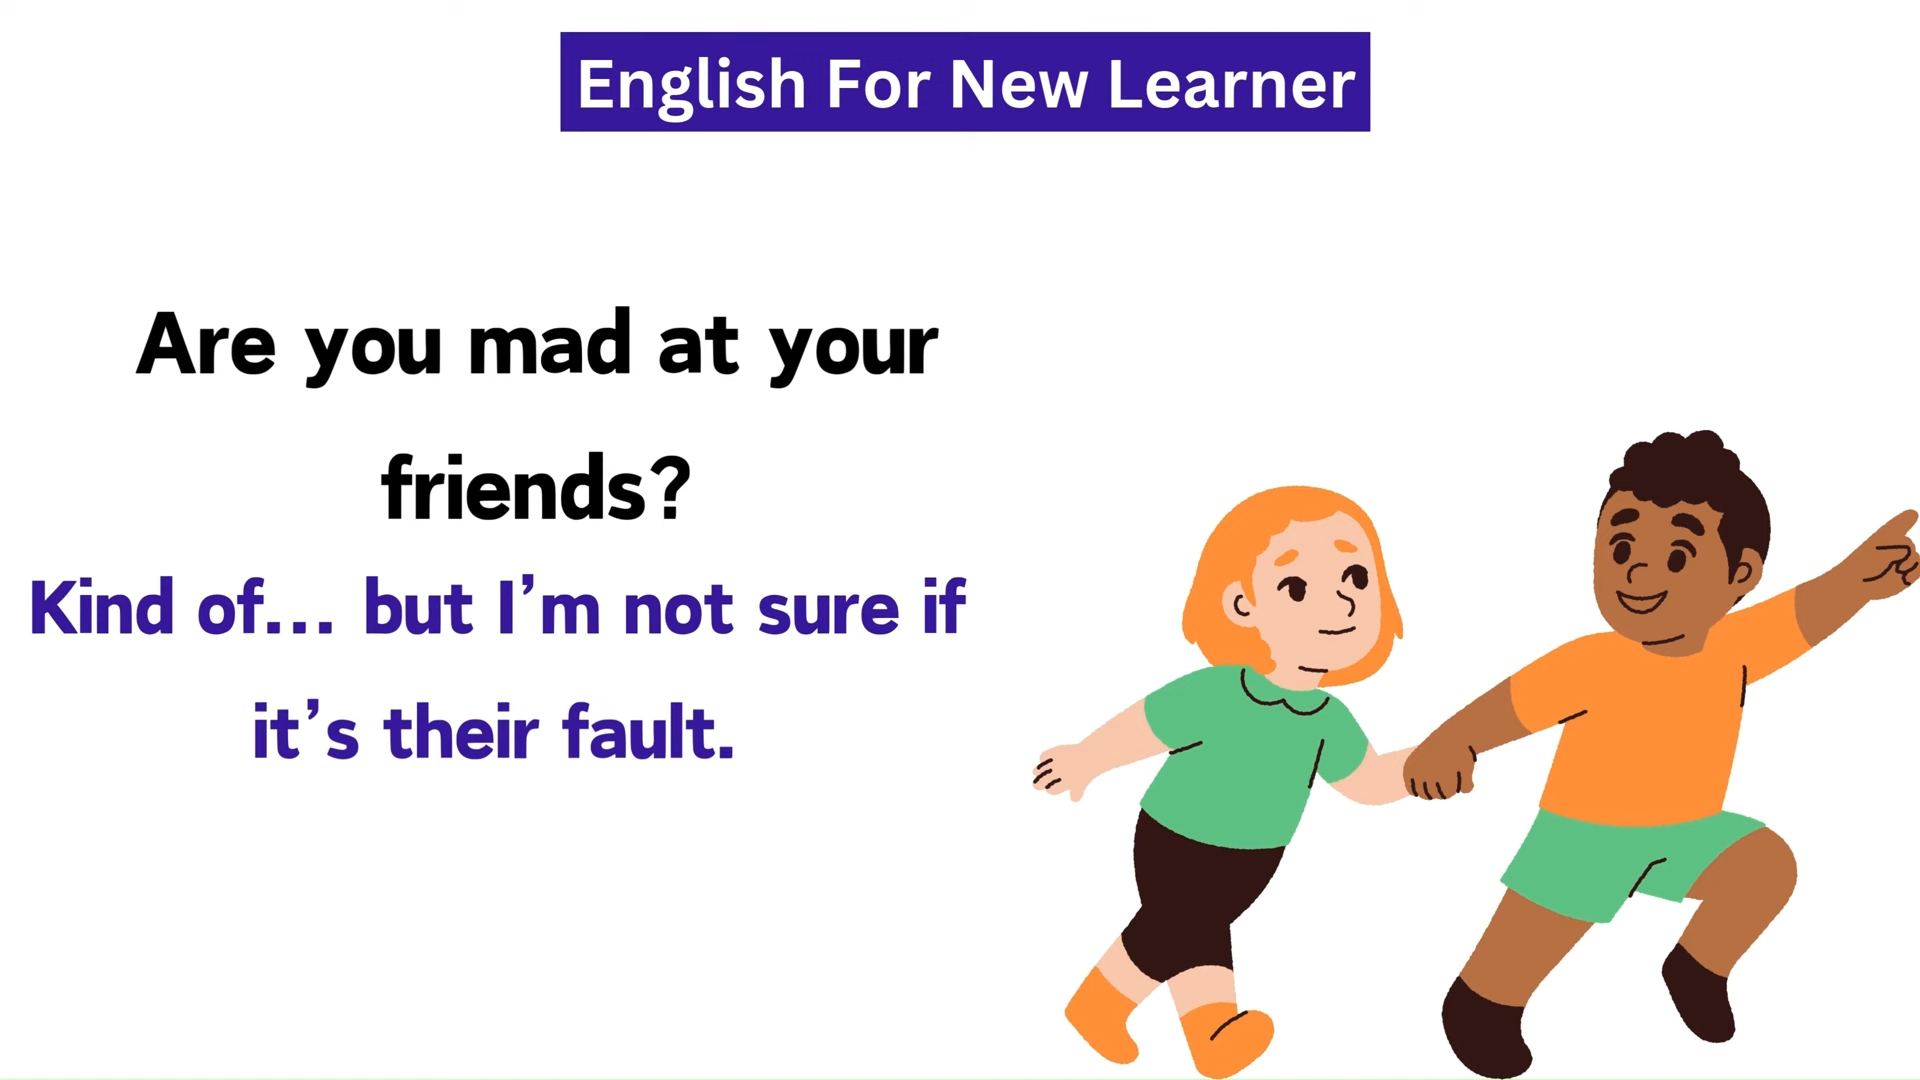 English For New Learner
Are you mad at your
friends?
Kind of... but I’m not sure if
it’s their fault.